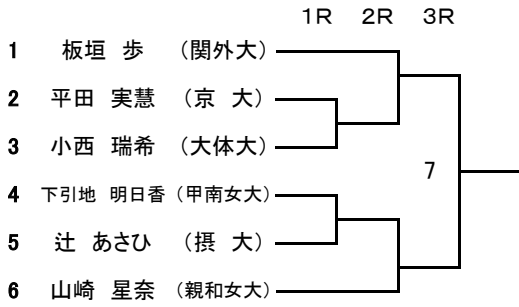 1R 2R 3R
1 板垣 歩 (関外大)
2 平田 実慧 (京 大)
3 小西 瑞希 (大体大)
7
4 下引地 明日香 (甲南女大)
5 辻 あさひ (摂 大)
6 山崎 星奈 (親和女大)